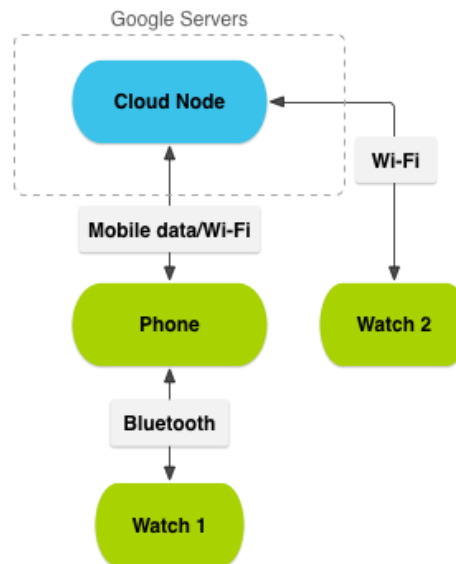 Google Servers
Cloud Node
Wi-Fi
Mobile data/Wi-Fi
Phone
Watch 2
Bluetooth
Watch 1